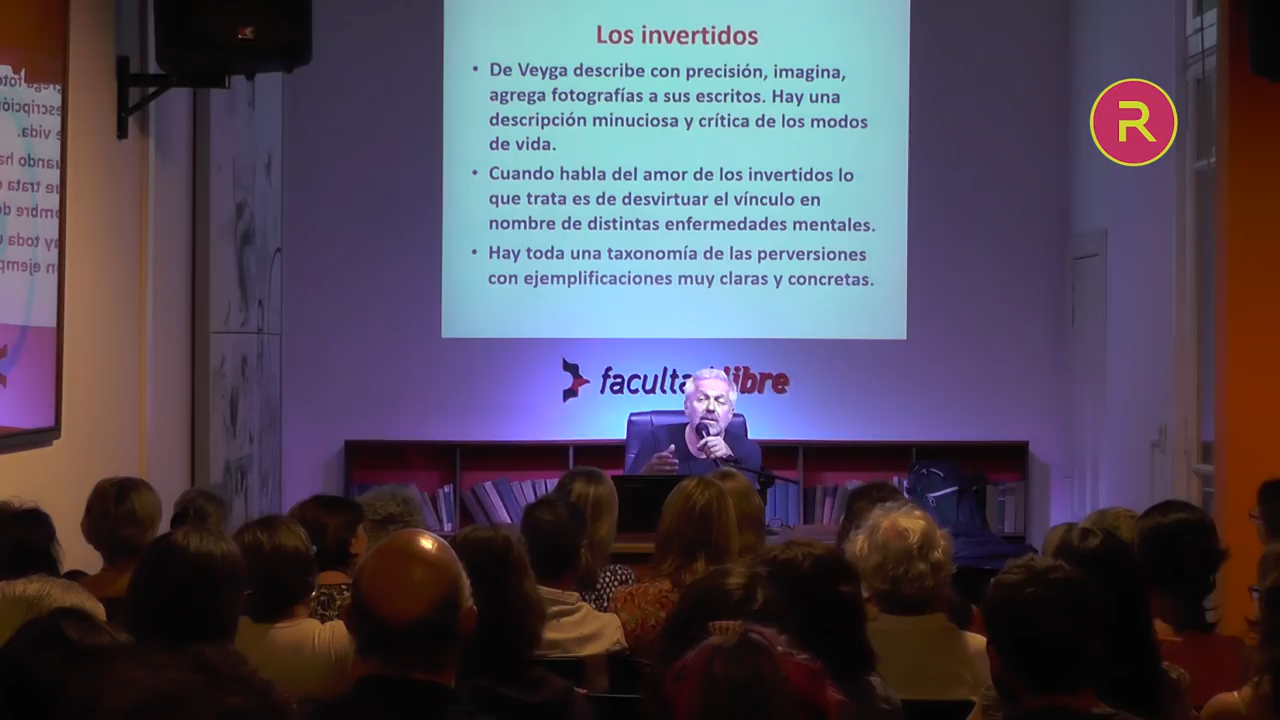 Los invertidos
• De Veyga describe con precisión, imagina,
agrega fotografías a sus escritos. Hay una
descripción minuciosa y crítica de los modos
de vida.
• Cuando habla del amor de los invertidos lo
que trata es de desvirtuar el vínculo en
nombre de distintas enfermedades mentales.
• Hay toda una taxonomía de las perversiones
con ejemplificaciones muy claras y concretas.
R
libre